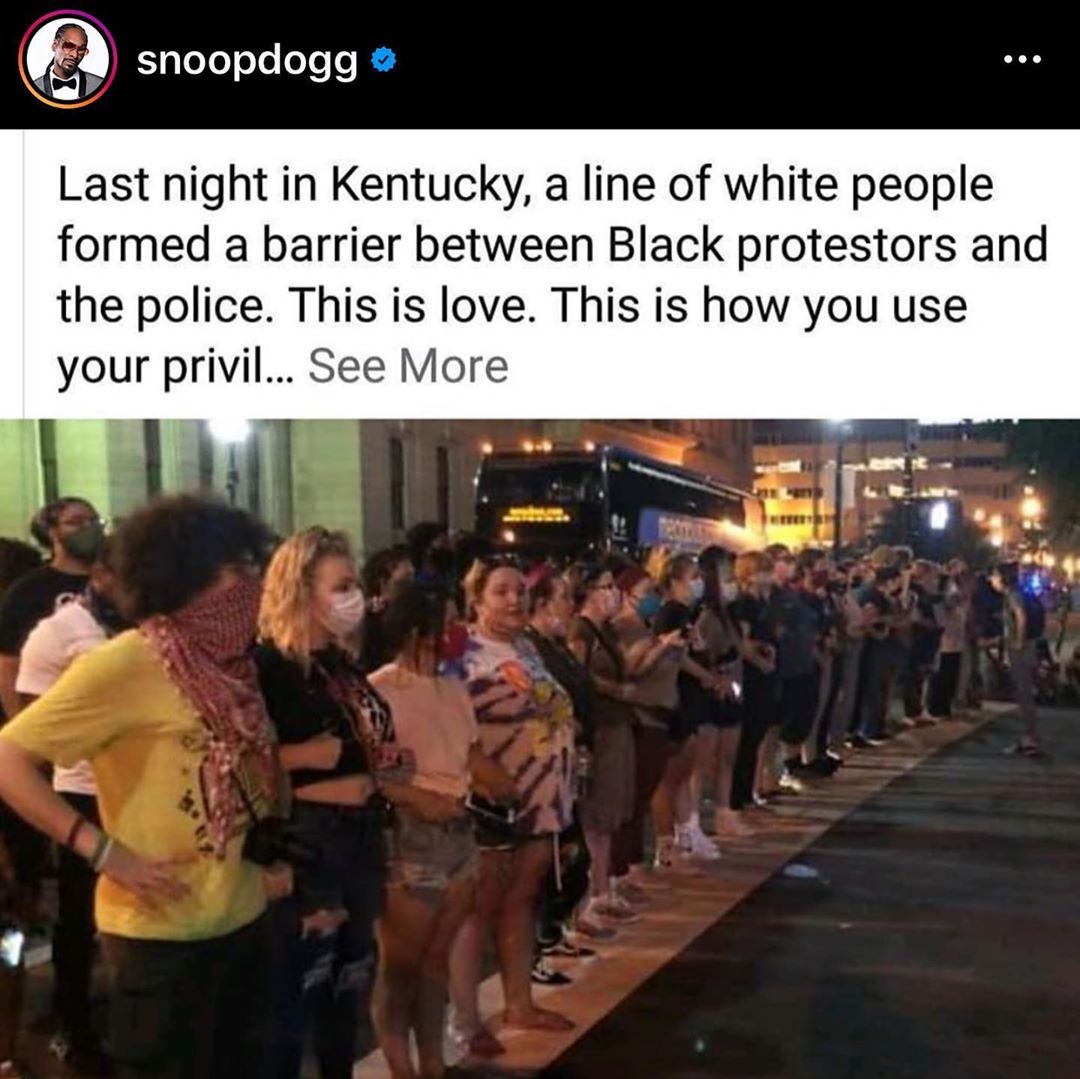 snoopdogg
Last night in Kentucky, a line of white people
formed a barrier between Black protestors and
the police. This is love. This is how you use
your privil... See More